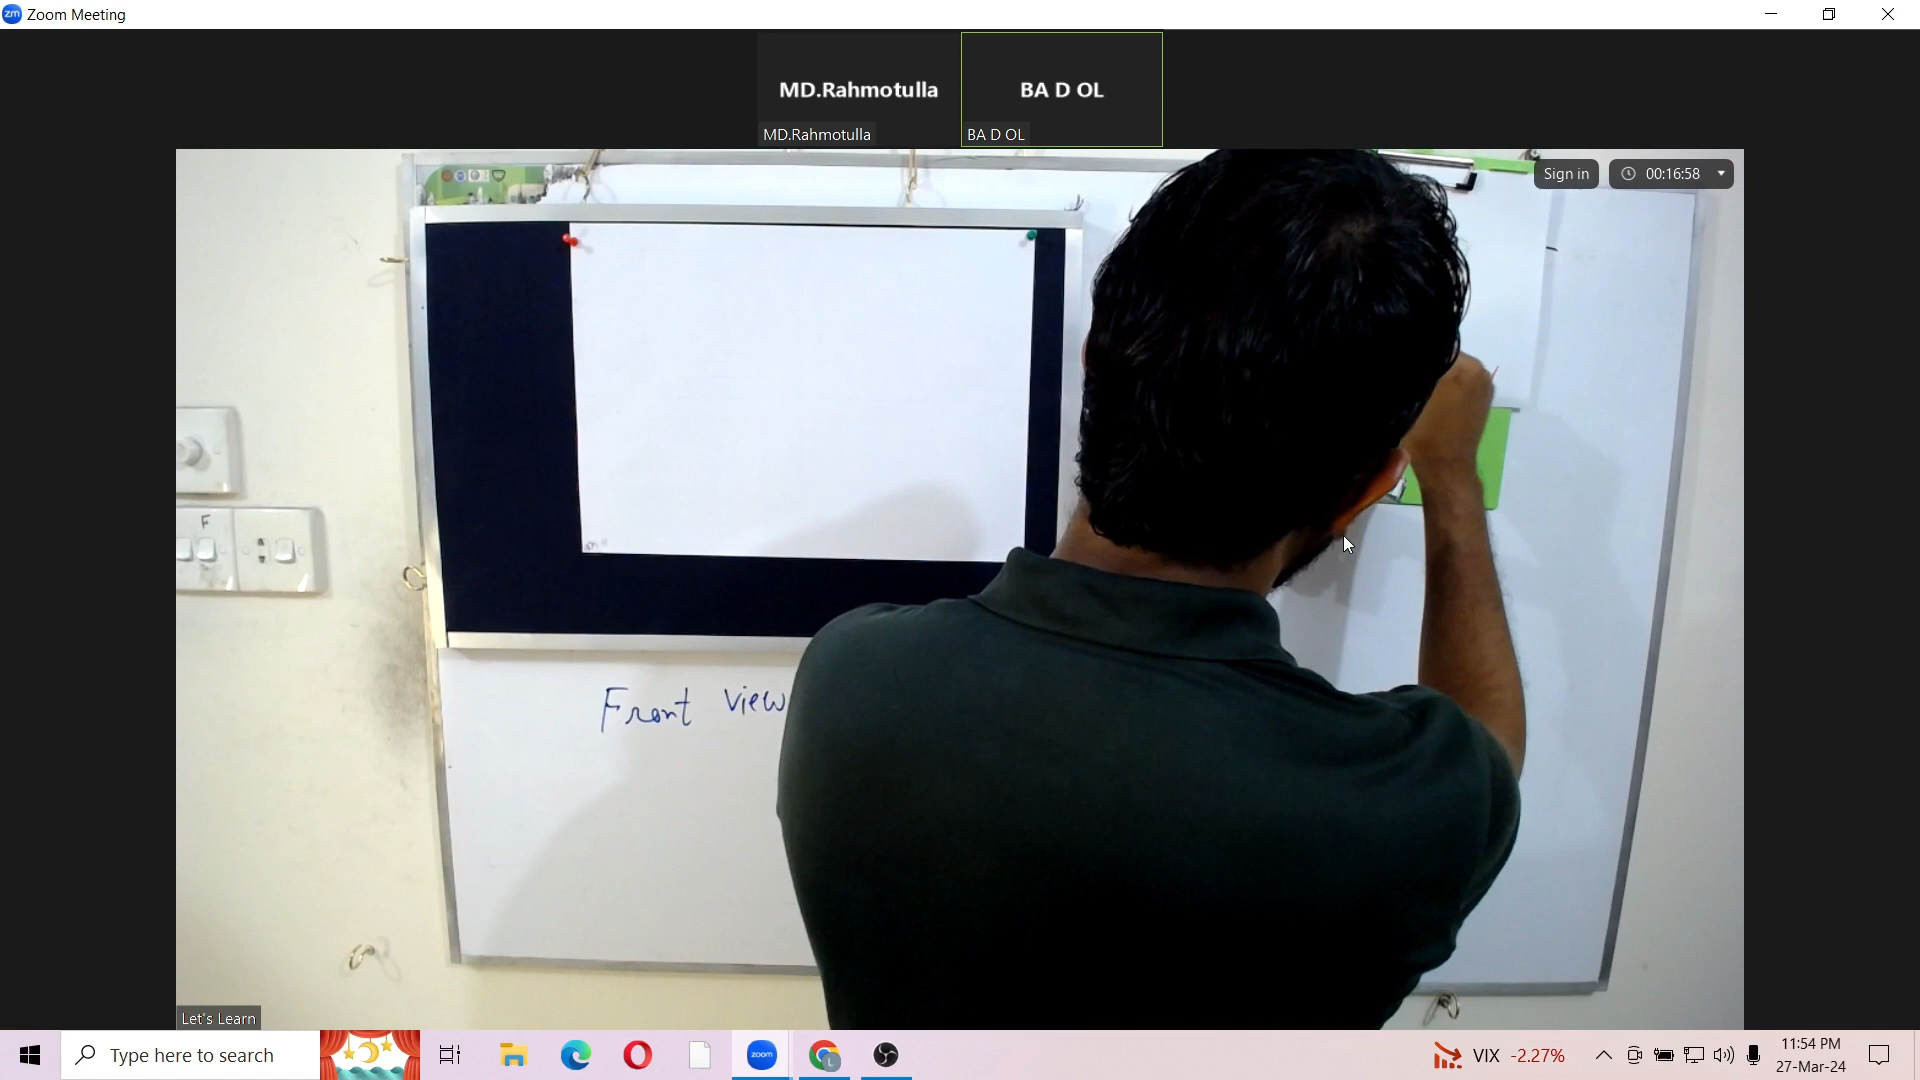 Zoom Meeting
MD.Rahmotulla
BA D OL
MD.Rahmotulla
BA D OL
Sign in
00:16:58
F
Front view
Let's Learn
Type here to search
zoom
L
VIX -2.27%
11:54 PM
27-Mar-24